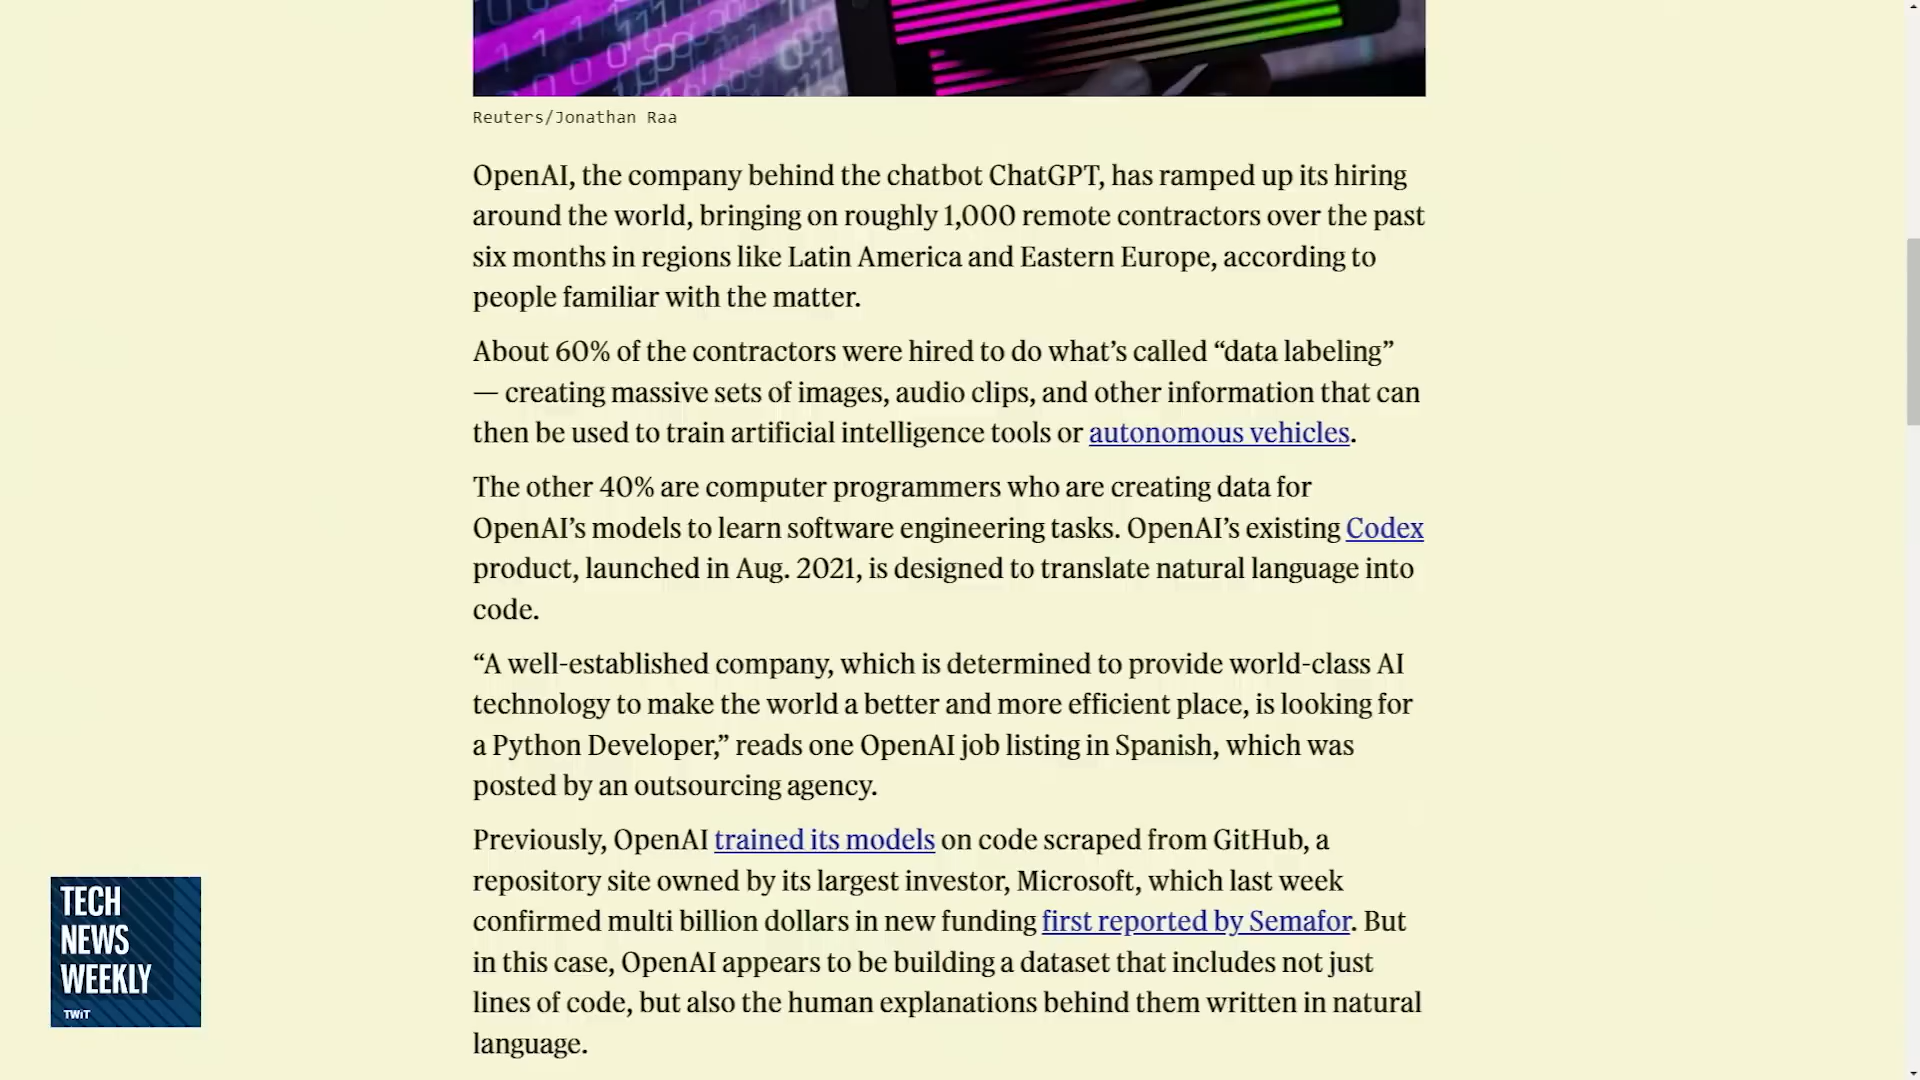 Reuters/Jonathan Raa
OpenAI, the company behind the chatbot ChatGPT, has ramped up its hiring
around the world, bringing on roughly 1,000 remote contractors over the past
six months in regions like Latin America and Eastern Europe, according to
people familiar with the matter.
About 60% of the contractors were hired to do what’s called “data labeling”
— creating massive sets of images, audio clips, and other information that can
then be used to train artificial intelligence tools or autonomous vehicles.
The other 40% are computer programmers who are creating data for
OpenAI’s models to learn software engineering tasks. OpenAI’s existing Codex
product, launched in Aug. 2021, is designed to translate natural language into
code.
“A well-established company, which is determined to provide world-class AI
technology to make the world a better and more efficient place, is looking for
a Python Developer,” reads one OpenAI job listing in Spanish, which was
posted by an outsourcing agency.
Previously, OpenAI trained its models on code scraped from GitHub, a
repository site owned by its largest investor, Microsoft, which last week
confirmed multi billion dollars in new funding first reported by Semafor. But
in this case, OpenAI appears to be building a dataset that includes not just
lines of code, but also the human explanations behind them written in natural
language.
TECH
NEWS
WEEKLY
TWiT